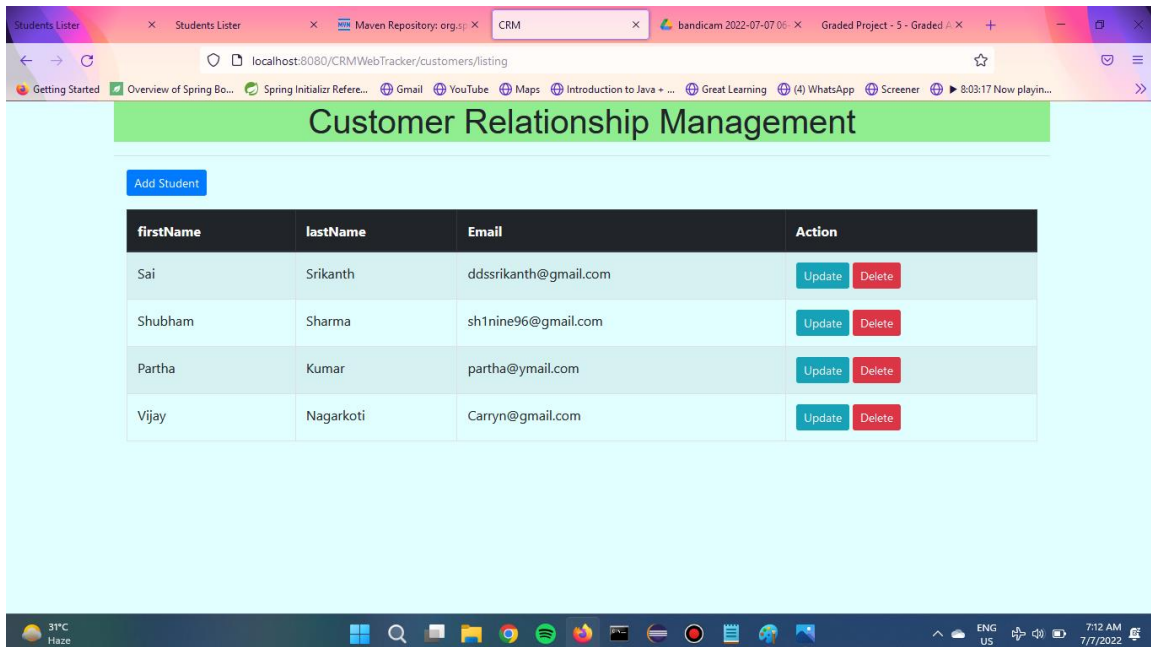 Students Lister
Students Lister
MVN Maven Repository: org.sp
CRM
bandicam 2022-07-07 06-
Graded Project - 5 - Graded A
localhost:8080/CRMWebTracker/customers/listing
Getting Started Overview of Spring Bo... Spring Initializr Refere... Gmail YouTube Maps Introduction to Java + ... Great Learning (4) WhatsApp Screener ▶ 8:03:17 Now playin...
Customer Relationship Management
Add Student
firstName lastName Email Action
Sai Srikanth ddssrikanth@gmail.com Update Delete
Shubham Sharma sh1nine96@gmail.com Update Delete
Partha Kumar partha@ymail.com Update Delete
Vijay Nagarkoti Carryn@gmail.com Update Delete
31°C
Haze
ENG
US
7:12 AM
7/7/2022